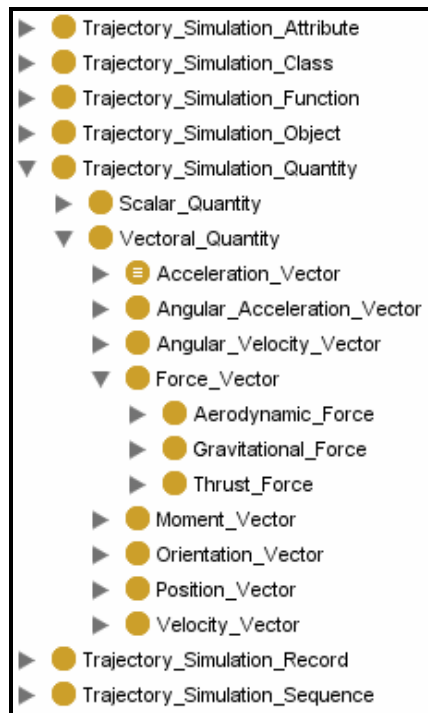 Trajectory_Simulation_Attribute
Trajectory_Simulation_Class
Trajectory_Simulation_Function
Trajectory_Simulation_Object
Trajectory_Simulation_Quantity
Scalar_Quantity
Vectoral_Quantity
Acceleration_Vector
Angular_Acceleration_Vector
Angular_Velocity_Vector
Force_Vector
Aerodynamic_Force
Gravitational_Force
Thrust_Force
Moment_Vector
Orientation_Vector
Position_Vector
Velocity_Vector
Trajectory_Simulation_Record
Trajectory_Simulation_Sequence